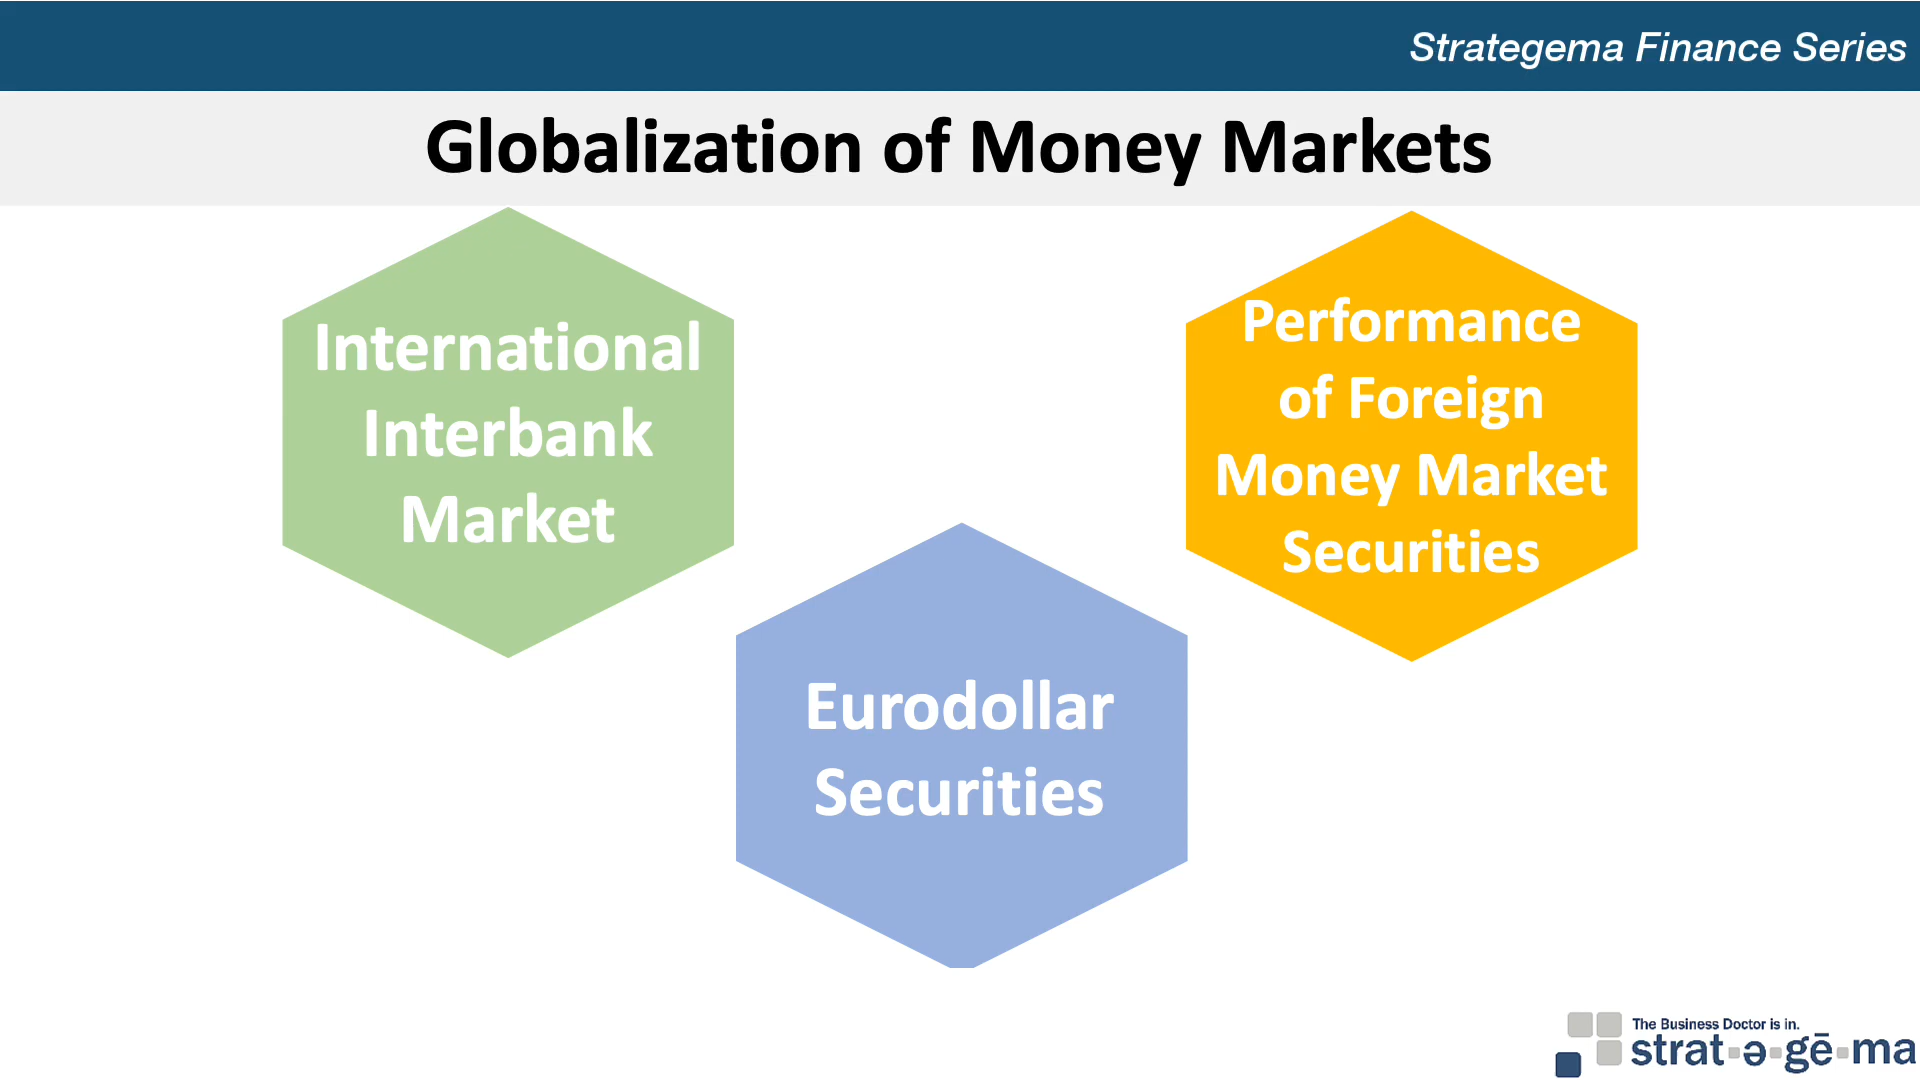 Strategema Finance Series
Globalization of Money Markets
International
Interbank
Market
Performance
of Foreign
Money Market
Securities
Eurodollar
Securities
The Business Doctor is in.
strat▪ə▪gē▪ma